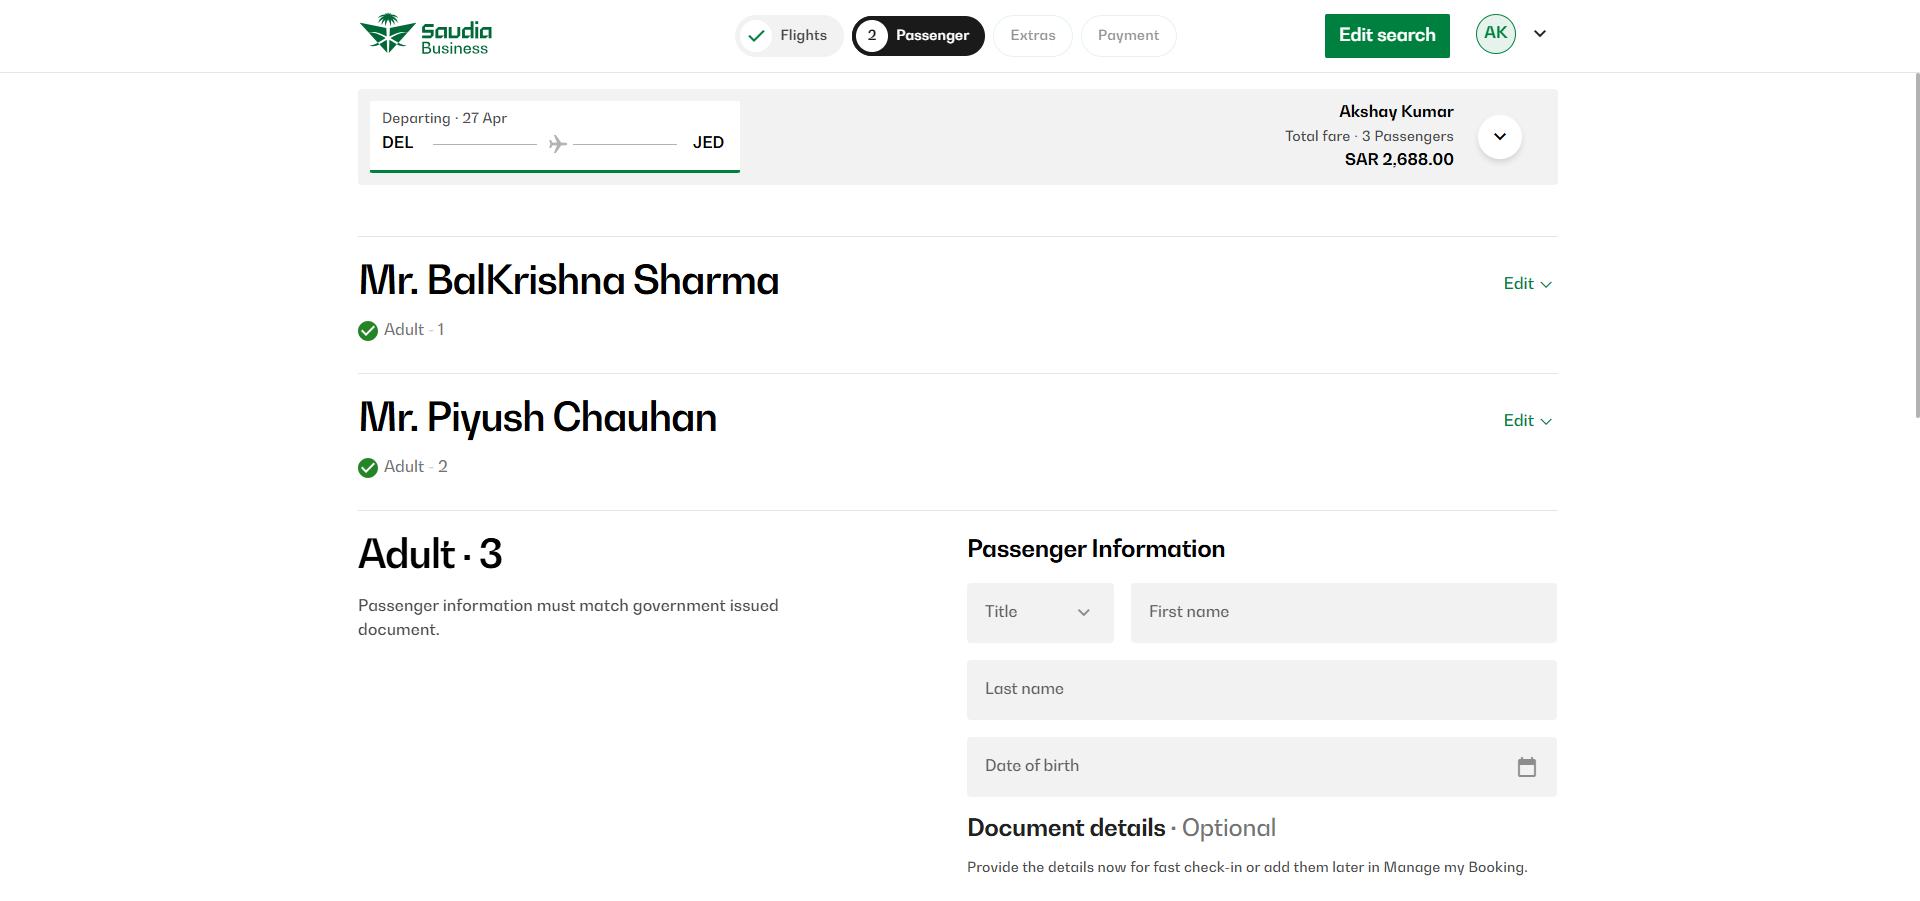 Saudia
Business
Flights
2 Passenger
Extras
Payment
Edit search
AK
Departing · 27 Apr
DEL JED
Akshay Kumar
Total fare · 3 Passengers
SAR 2,688.00
Mr. BalKrishna Sharma
Edit
Adult - 1
Mr. Piyush Chauhan
Edit
Adult - 2
Adult · 3
Passenger information must match government issued
document.
Passenger Information
Title
First name
Last name
Date of birth
Document details · Optional
Provide the details now for fast check-in or add them later in Manage my Booking.